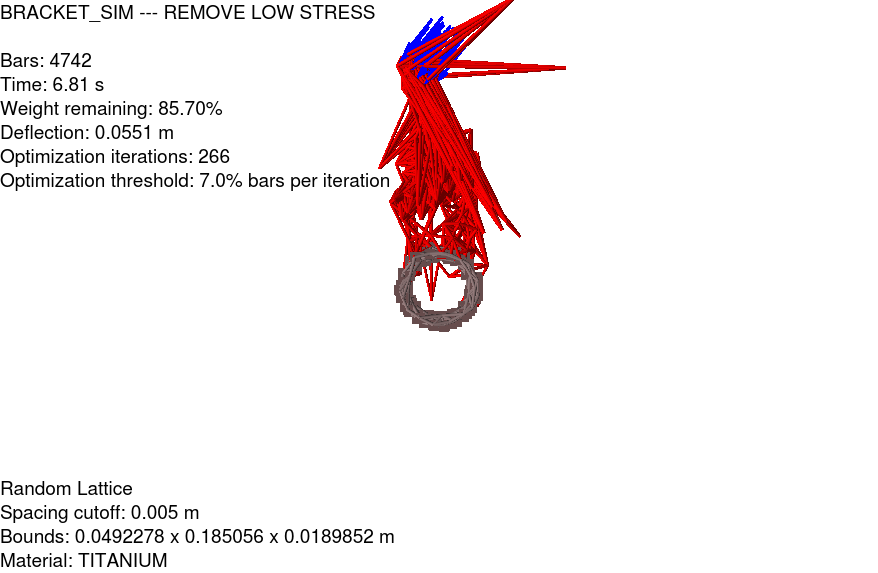 BRACKET_SIM --- REMOVE LOW STRESS
Bars: 4742
Time: 6.81 s
Weight remaining: 85.70%
Deflection: 0.0551 m
Optimization iterations: 266
Optimization threshold: 7.0% bars per iteration
Random Lattice
Spacing cutoff: 0.005 m
Bounds: 0.0492278 x 0.185056 x 0.0189852 m
Material: TITANIUM